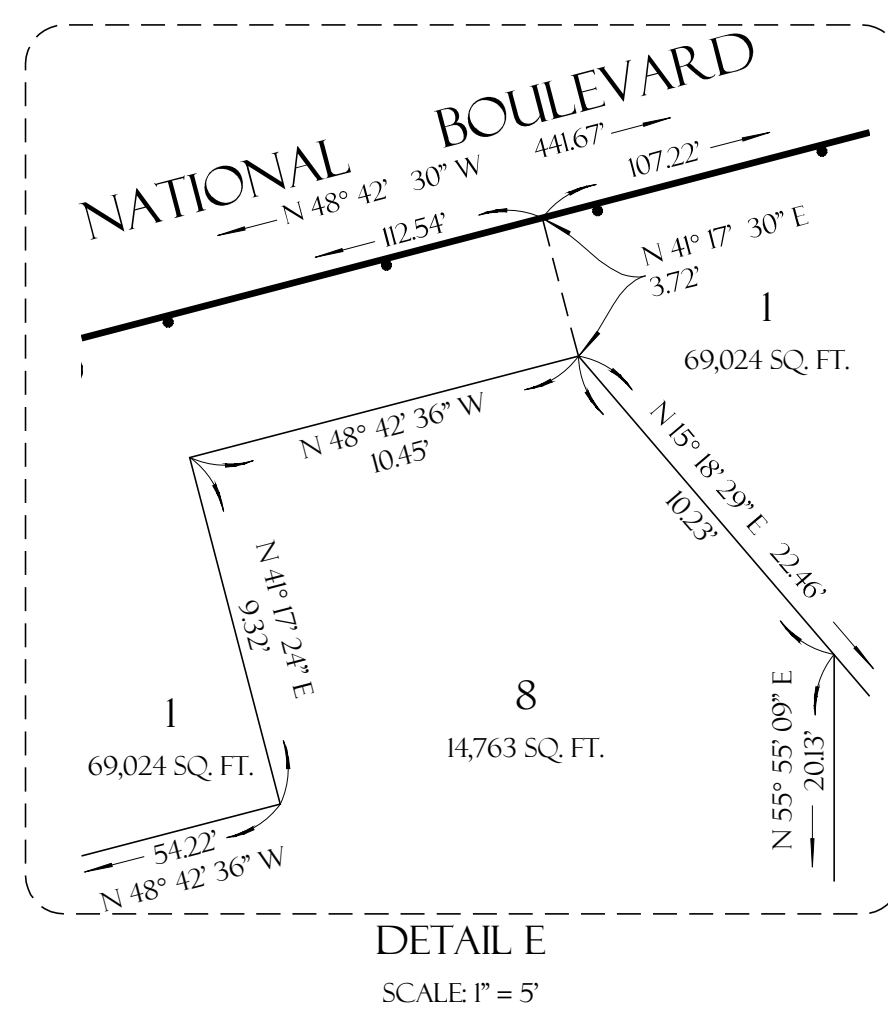 NATIONAL BOULEVARD
N 48° 42' 30" W 441.67'
112.54'
107.22'
N 41° 17' 30" E
3.72'
1
69,024 SQ. FT.
N 48° 42' 36" W
10.45'
N 15° 18' 29" E 22.46'
10.23'
N 41° 17' 24" E
9.32'
8
14,763 SQ. FT.
1
69,024 SQ. FT.
N 55° 55' 09" E
20.13'
54.22'
N 48° 42' 36" W
DETAIL E
SCALE: 1" = 5'